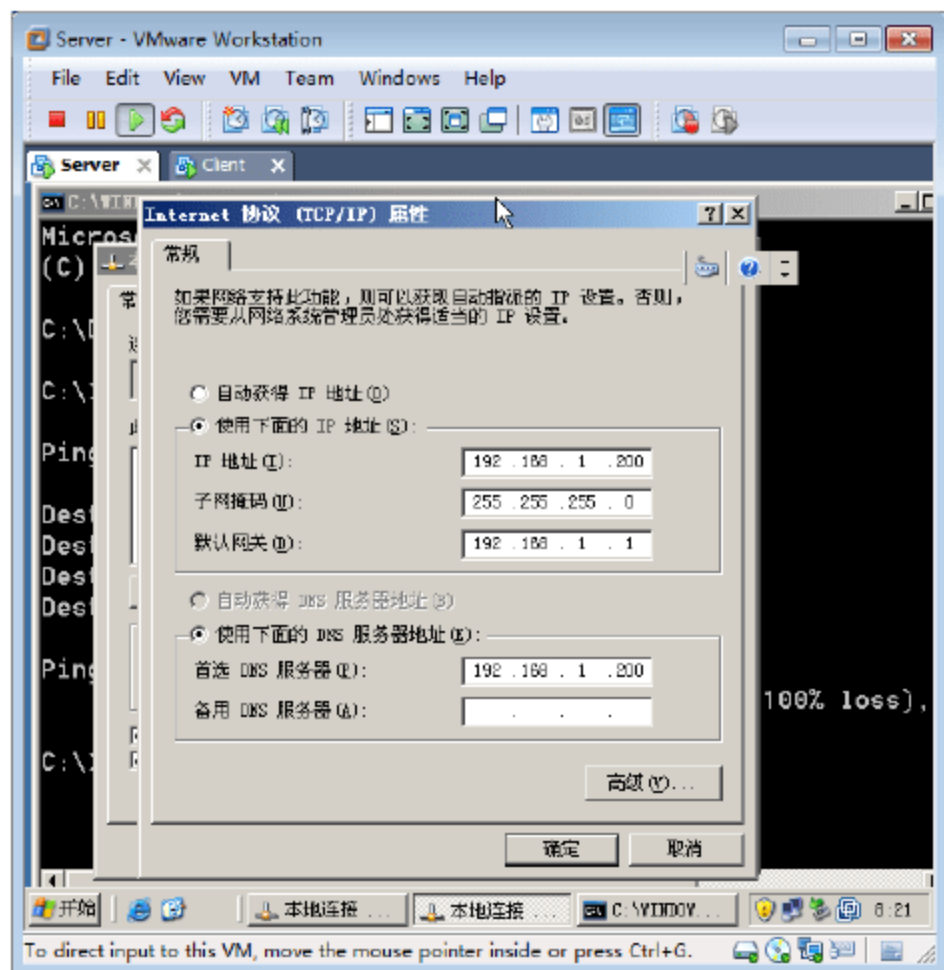 Server - VMware Workstation
File Edit View VM Team Windows Help
Server Client
C:\WIN
Internet 协议 (TCP/IP) 属性
Micros
(C)
常规
常
如果网络支持此功能，则可以获取自动指派的 IP 设置。否则，
您需要从网络系统管理员处获得适当的 IP 设置。
C:\
C:\
自动获得 IP 地址(O)
使用下面的 IP 地址(S):
Ping
IP 地址(I): 192 .168 . 1 .200
子网掩码(U): 255 .255 .255 . 0
Dest
默认网关(D): 192 .168 . 1 . 1
Dest
Dest
自动获得 DNS 服务器地址(B)
Dest
使用下面的 DNS 服务器地址(E):
Ping
首选 DNS 服务器(P): 192 .168 . 1 .200
100% loss),
备用 DNS 服务器(A): . . .
C:\
高级(V)...
确定 取消
开始 本地连接 ... 本地连接 ... C:\WINDOW... 8:21
To direct input to this VM, move the mouse pointer inside or press Ctrl+G.